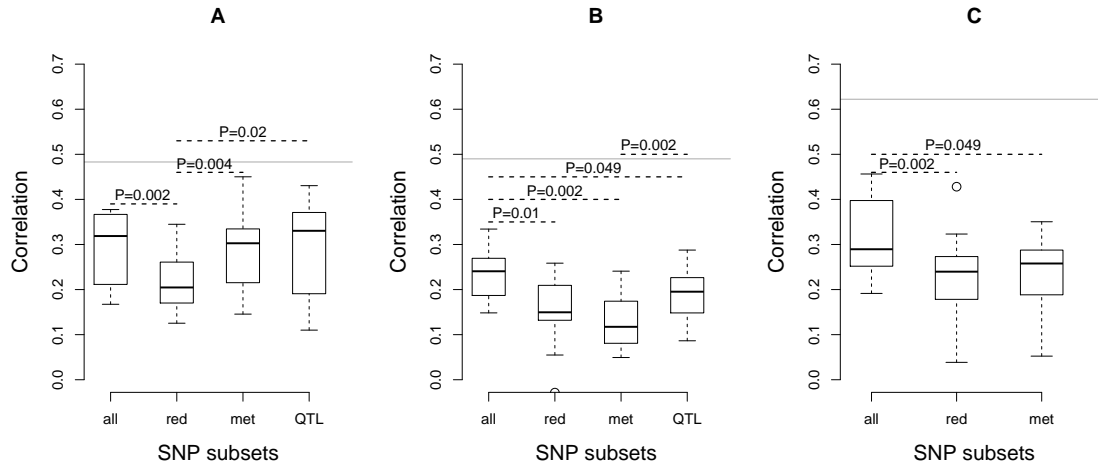 A
Correlation
0.7
0.6
0.5
0.4
0.3
0.2
0.1
0.0
P=0.02
P=0.004
P=0.002
all red met QTL
SNP subsets
B
Correlation
0.7
0.6
0.5
0.4
0.3
0.2
0.1
0.0
P=0.002
P=0.049
P=0.002
P=0.01
all red met QTL
SNP subsets
C
Correlation
0.7
0.6
0.5
0.4
0.3
0.2
0.1
0.0
P=0.049
P=0.002
all red met
SNP subsets